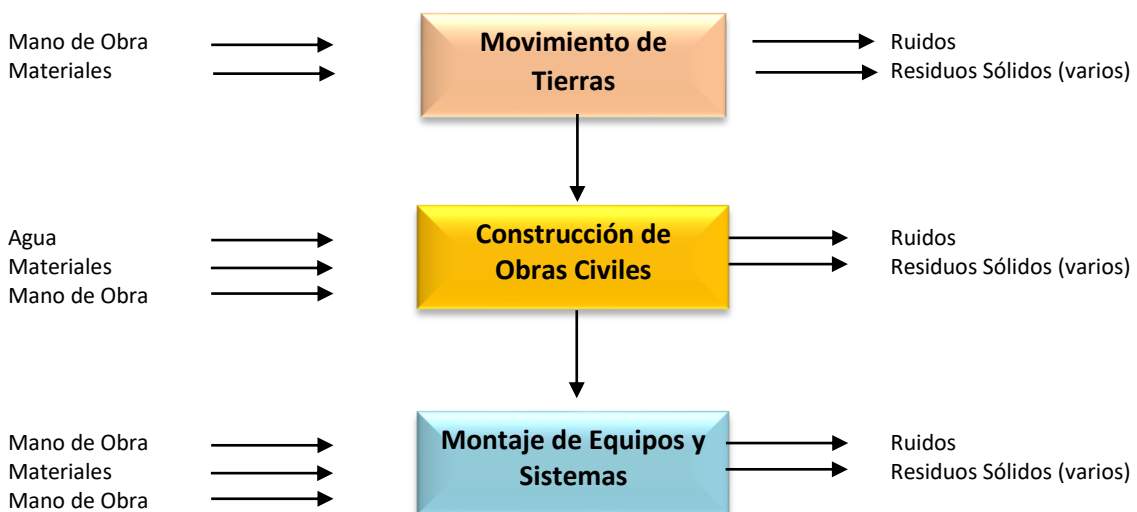 Mano de Obra
Materiales
Movimiento de
Tierras
Ruidos
Residuos Sólidos (varios)
Agua
Materiales
Mano de Obra
Construcción de
Obras Civiles
Ruidos
Residuos Sólidos (varios)
Mano de Obra
Materiales
Mano de Obra
Montaje de Equipos y
Sistemas
Ruidos
Residuos Sólidos (varios)